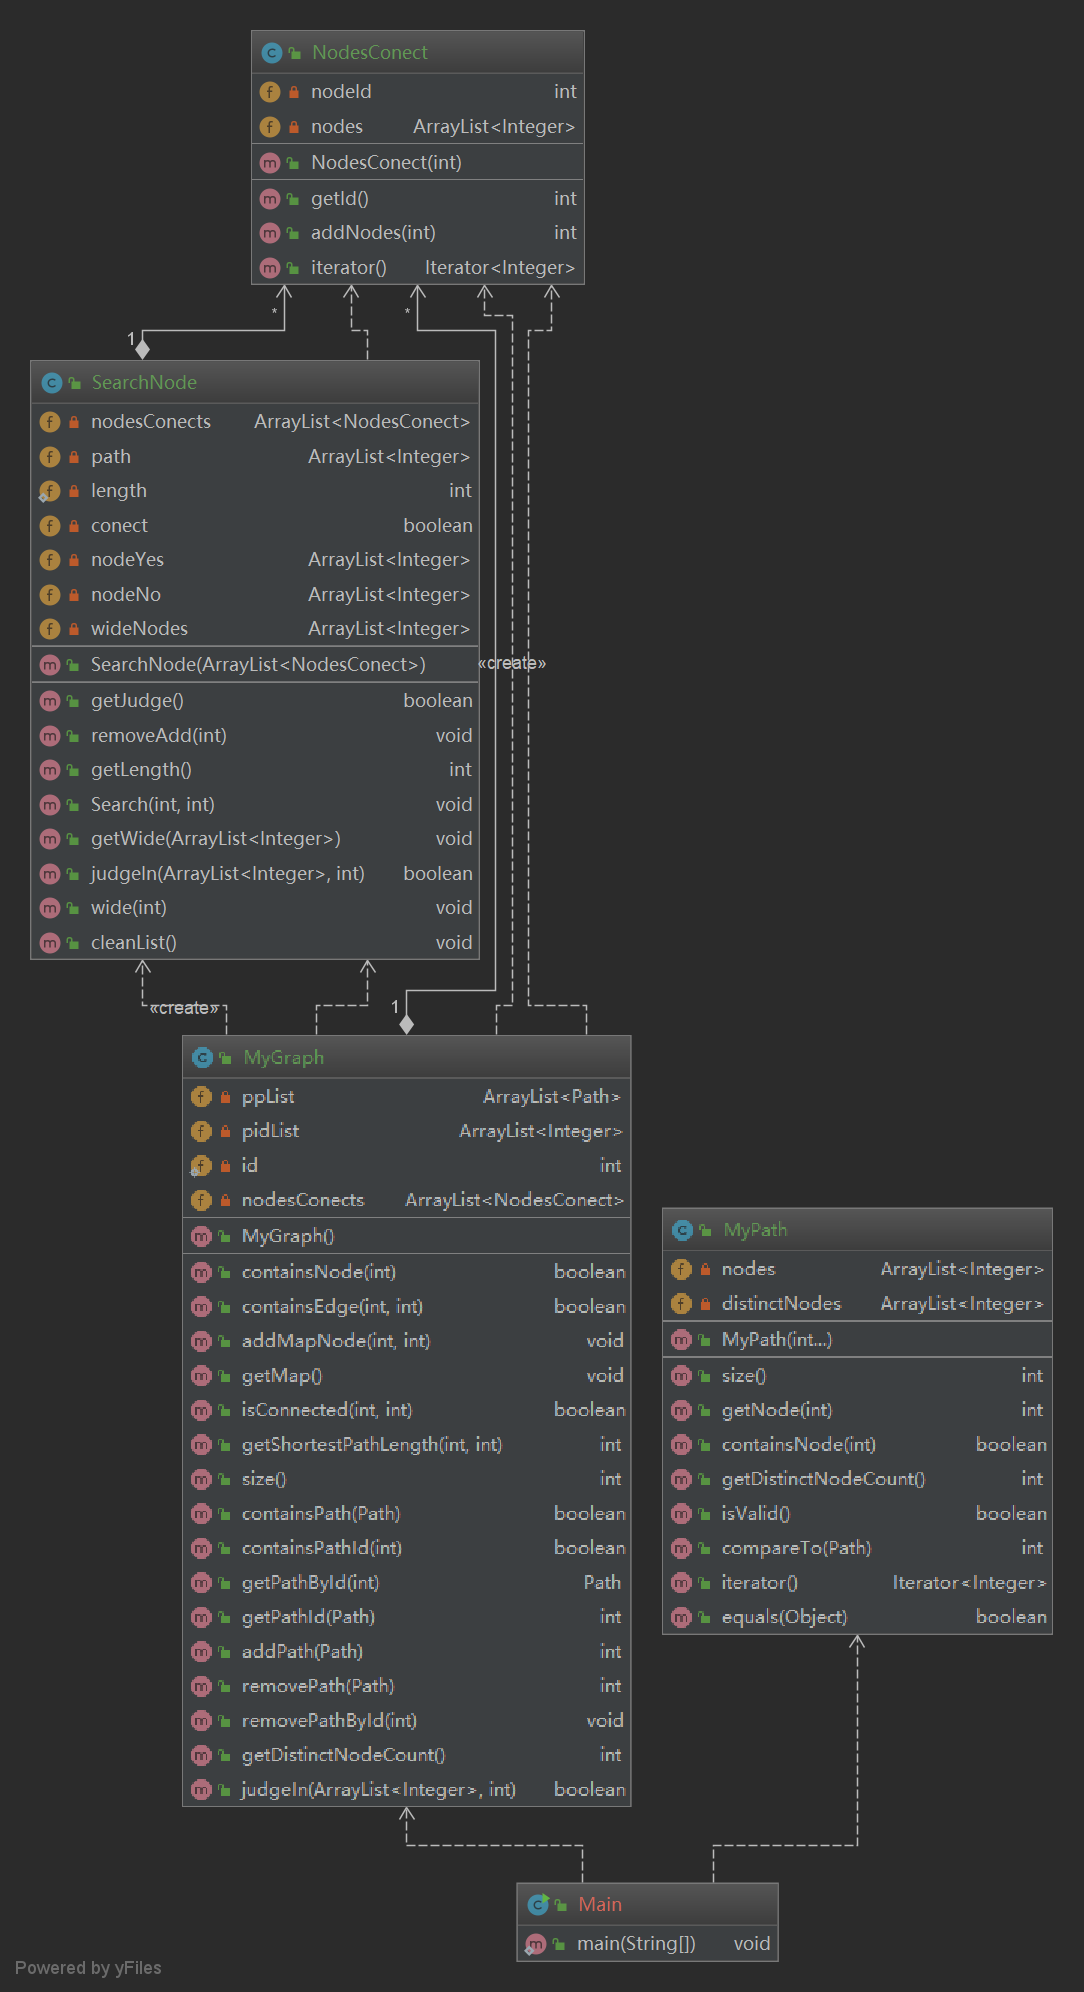 NodesConect
nodeId int
nodes ArrayList<Integer>
NodesConect(int)
getId() int
addNodes(int) int
iterator() Iterator<Integer>
* *
1
SearchNode
nodesConects ArrayList<NodesConect>
path ArrayList<Integer>
length int
conect boolean
nodeYes ArrayList<Integer>
nodeNo ArrayList<Integer>
wideNodes ArrayList<Integer>
SearchNode(ArrayList<NodesConect>)
«create»
getJudge() boolean
removeAdd(int) void
getLength() int
Search(int, int) void
getWide(ArrayList<Integer>) void
judgeIn(ArrayList<Integer>, int) boolean
wide(int) void
cleanList() void
«create» 1
MyGraph
ppList ArrayList<Path>
pidList ArrayList<Integer>
id int
nodesConects ArrayList<NodesConect>
MyGraph()
containsNode(int) boolean
containsEdge(int, int) boolean
addMapNode(int, int) void
getMap() void
isConnected(int, int) boolean
getShortestPathLength(int, int) int
size() int
containsPath(Path) boolean
containsPathId(int) boolean
getPathById(int) Path
getPathId(Path) int
addPath(Path) int
removePath(Path) int
removePathById(int) void
getDistinctNodeCount() int
judgeIn(ArrayList<Integer>, int) boolean
MyPath
nodes ArrayList<Integer>
distinctNodes ArrayList<Integer>
MyPath(int...)
size() int
getNode(int) int
containsNode(int) boolean
getDistinctNodeCount() int
isValid() boolean
compareTo(Path) int
iterator() Iterator<Integer>
equals(Object) boolean
Main
main(String[]) void
Powered by yFiles